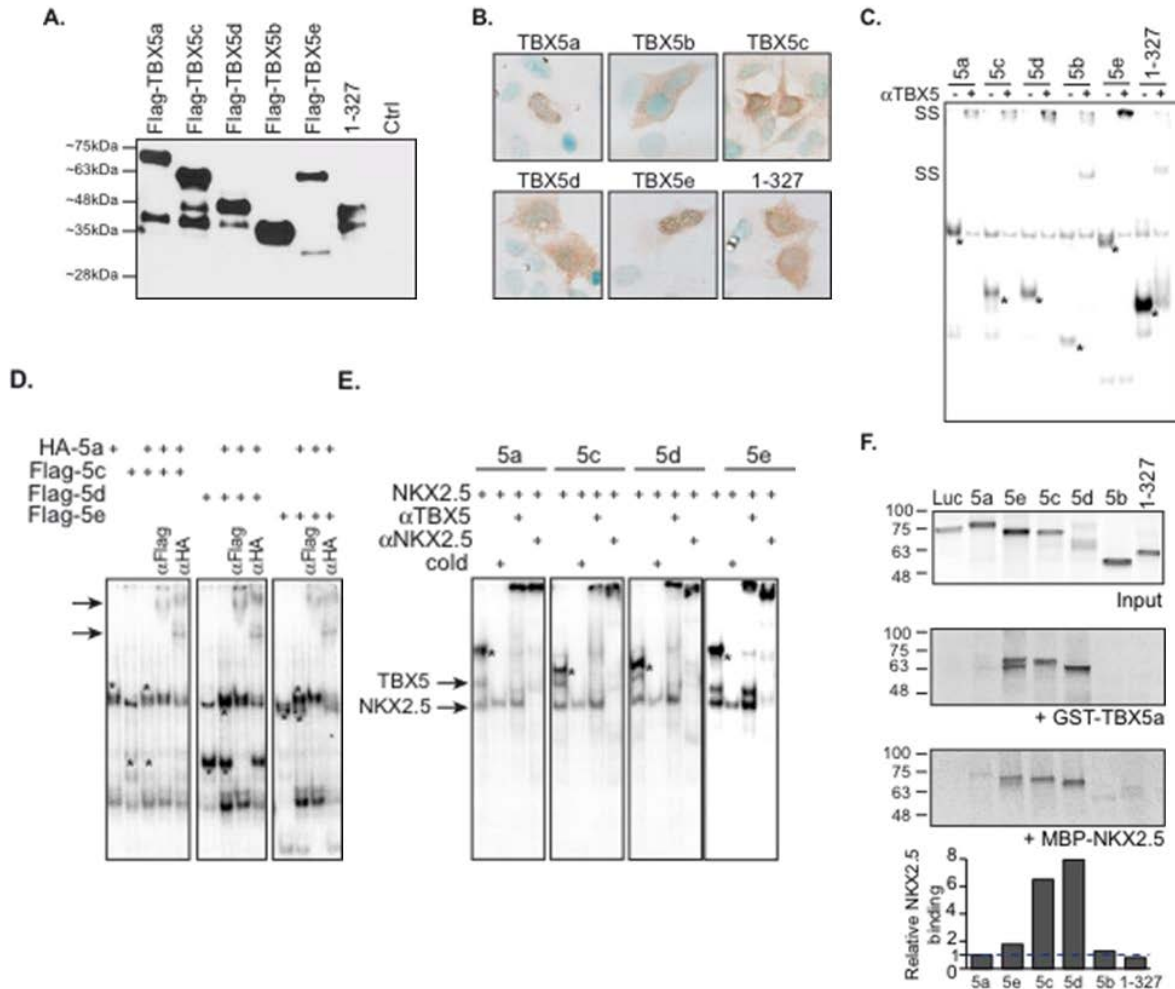 A.
Flag-TBX5a
Flag-TBX5c
Flag-TBX5d
Flag-TBX5b
Flag-TBX5e
1-327
Ctrl
~75kDa
~63kDa
~48kDa
~35kDa
~28kDa
B.
TBX5a TBX5b TBX5c
TBX5d TBX5e 1-327
C.
5a 5c 5d 5b 5e 1-327
αTBX5 - + - + - + - + - + - +
SS
SS
* * * * * *
D.
HA-5a + + + + + + + + + +
Flag-5c + + + +
Flag-5d + + + +
Flag-5e + + + +
αFlag αHA αFlag αHA αFlag αHA
E.
5a 5c 5d 5e
NKX2.5 + + + + + + + + + + + + + + + +
αTBX5 + + + +
αNKX2.5 + + + +
cold + + + +
* * * *
TBX5
NKX2.5
F.
Luc 5a 5e 5c 5d 5b 1-327
100
75
63
48
Input
100
75
63
48
+ GST-TBX5a
100
75
63
48
+ MBP-NKX2.5
Relative NKX2.5
binding
8
6
4
2
1
0
5a 5e 5c 5d 5b 1-327